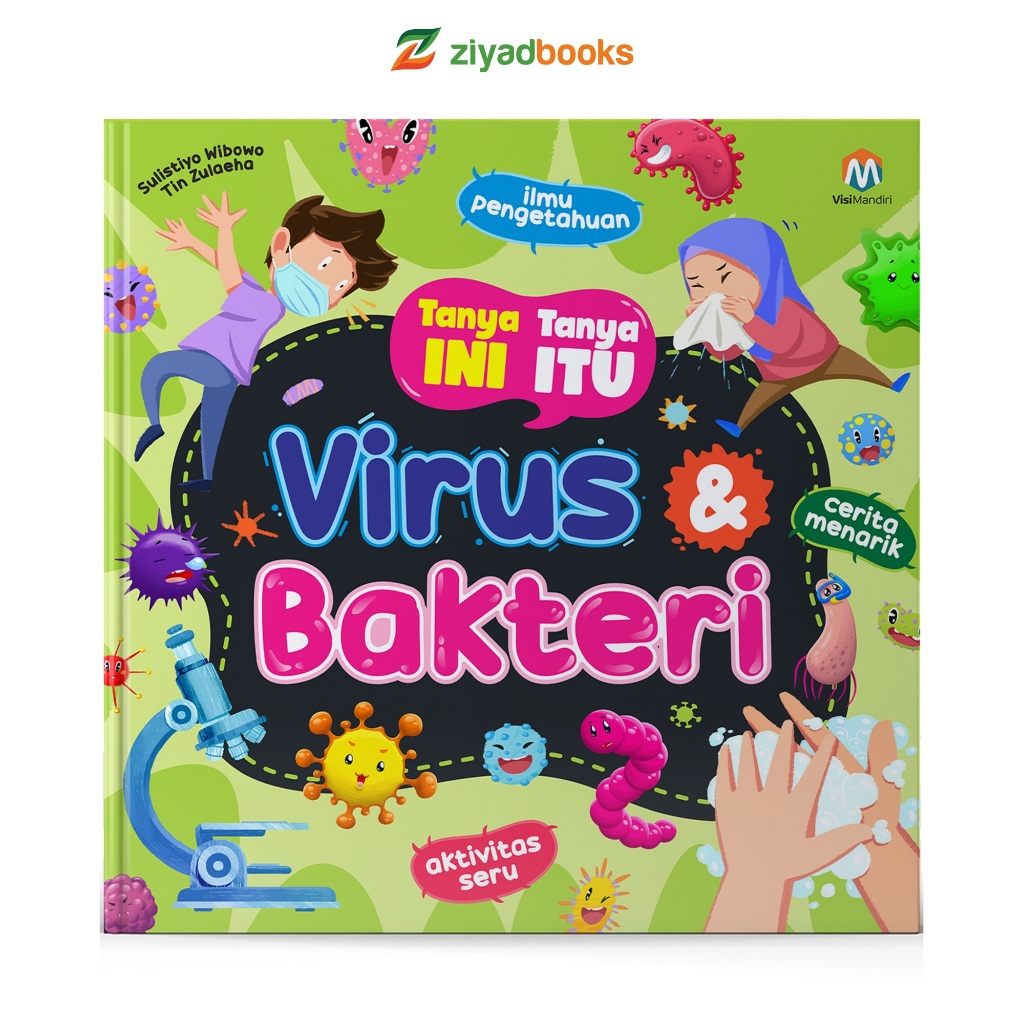 ziyadbooks
Sulistiyo Wibowo
Tin Zulaeha
ilmu
pengetahuan
VisiMandiri
Tanya Tanya
INI ITU
Virus &
Bakteri
cerita
menarik
aktivitas
seru